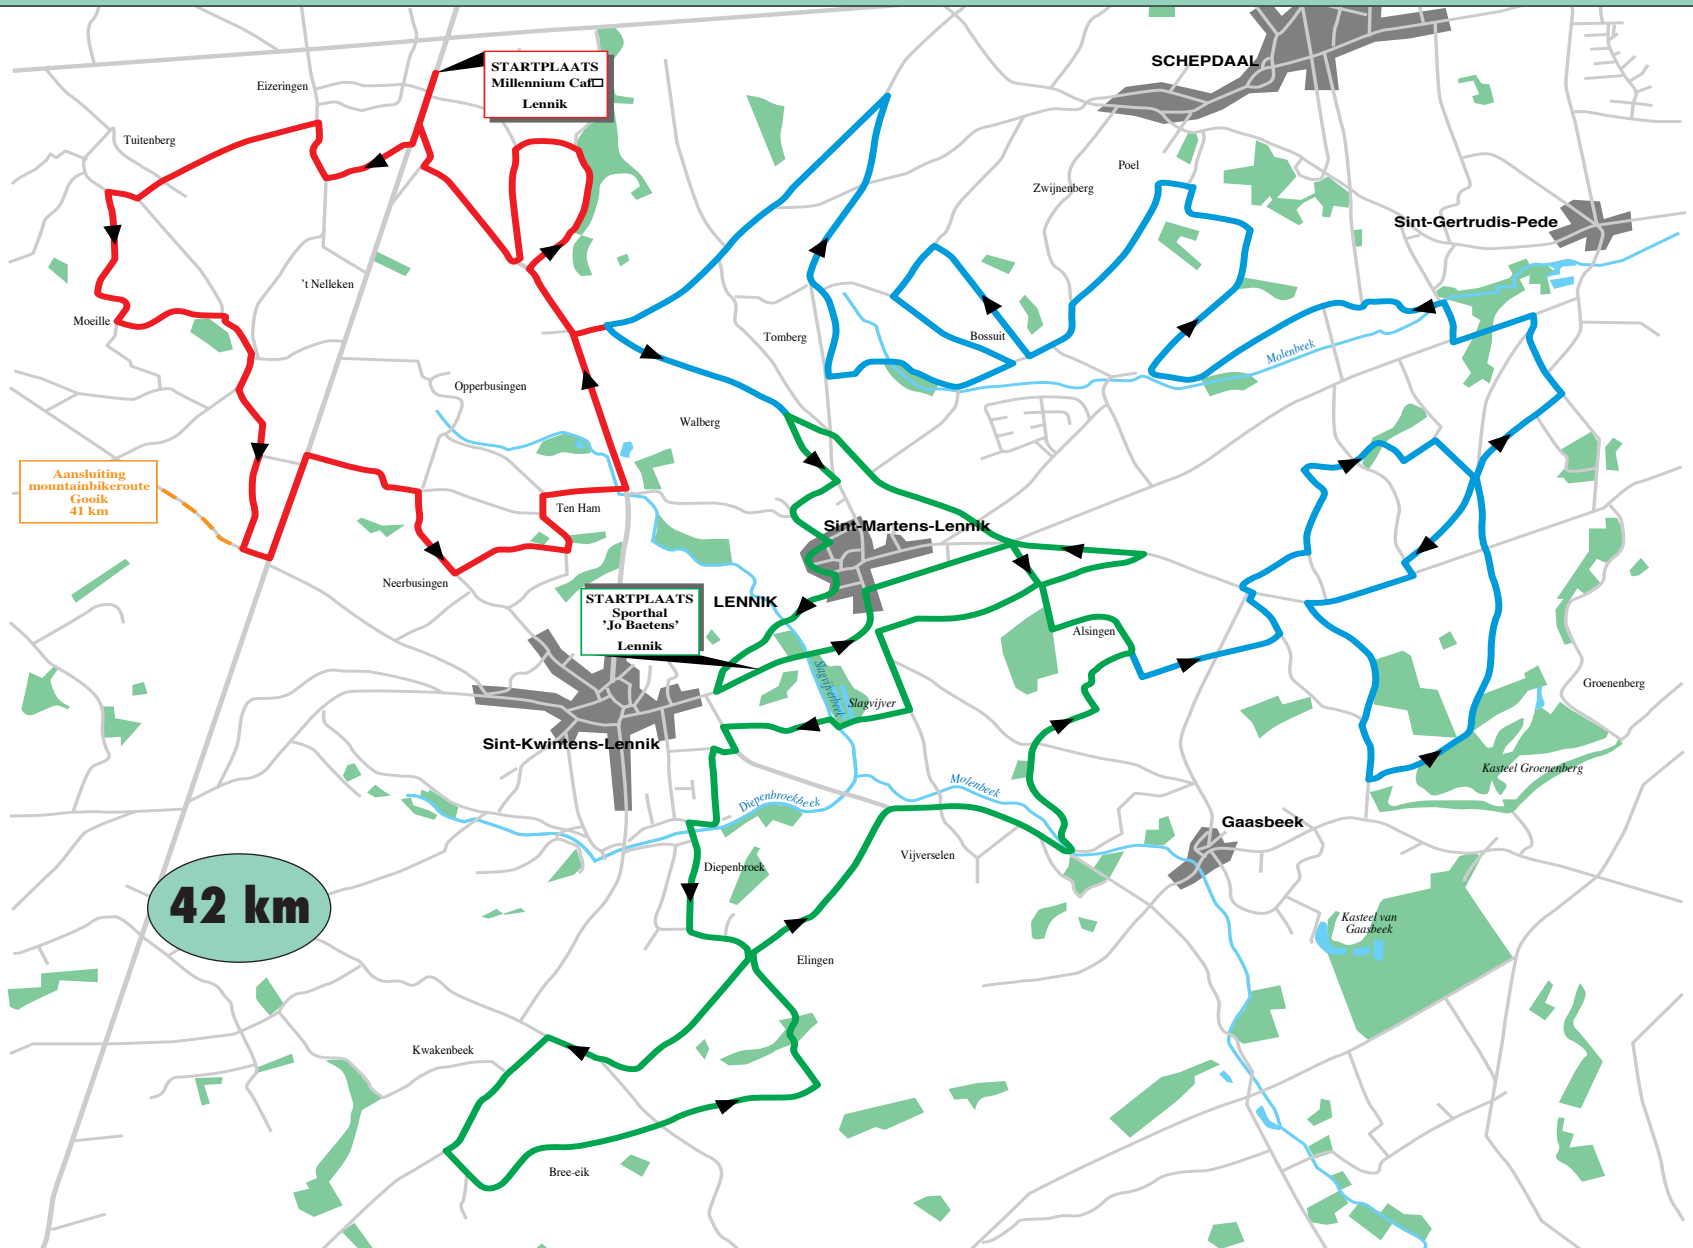 SCHEPDAAL
STARTPLAATS
Millennium Caf□
Lennik
Eizeringen
Tuitenberg
Poel
Zwijnenberg
Sint-Gertrudis-Pede
't Nelleken
Moeille
Tomberg
Bossuit
Molenbeek
Opperbusingen
Walberg
Aansluiting
mountainbikeroute
Gooik
41 km
Ten Ham
Sint-Martens-Lennik
Neerbusingen
STARTPLAATS
Sporthal
'Jo Baetens'
Lennik
LENNIK
Alsingen
Slagvijverbeek
Slagvijver
Groenenberg
Sint-Kwintens-Lennik
Kasteel Groenenberg
Molenbeek
Diepenbroekbeek
Gaasbeek
Vijverselen
Diepenbroek
42 km
Kasteel van
Gaasbeek
Elingen
Kwakenbeek
Bree-eik